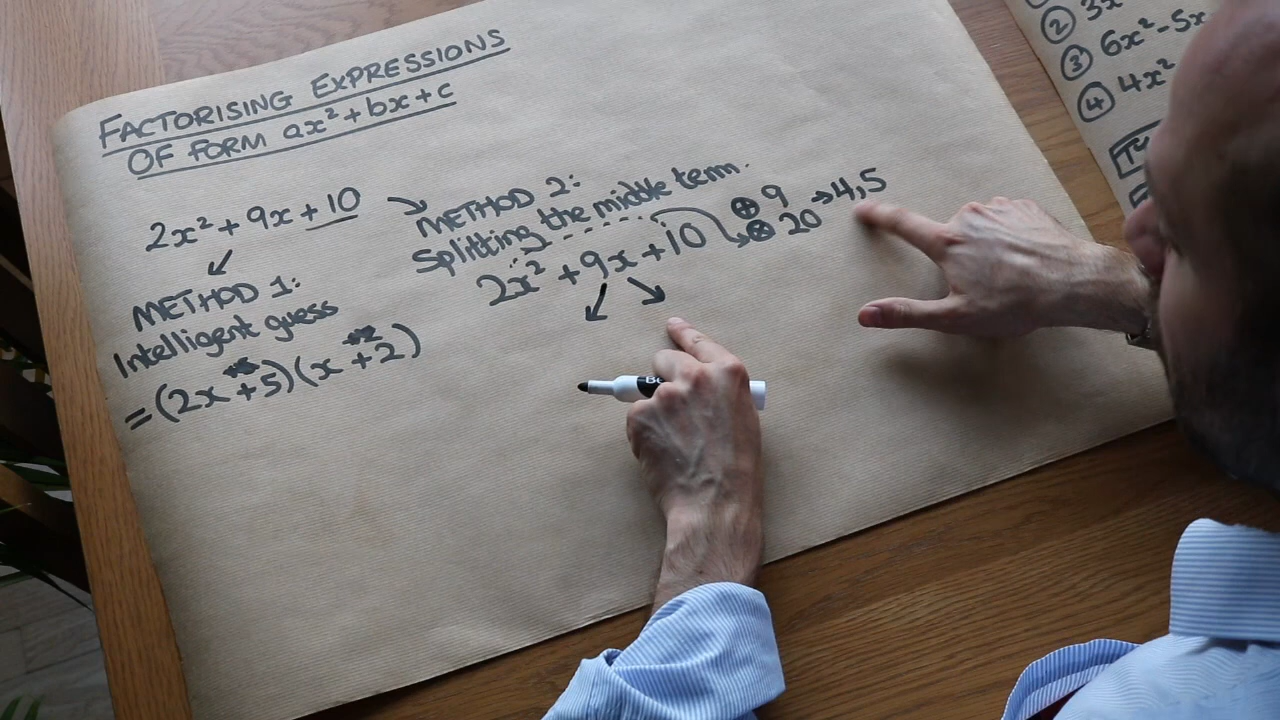 FACTORISING EXPRESSIONS
OF FORM ax² + bx + c
2x² + 9x + 10 →
↙
METHOD 1:
Intelligent guess
= (2x + 5)(x + 2)
METHOD 2:
Splitting the middle term.
2x² + 9x + 10
⊕ 9
⊗ 20 → 4,5
↙ ↘
② 3x
③ 6x² - 5x
④ 4x²